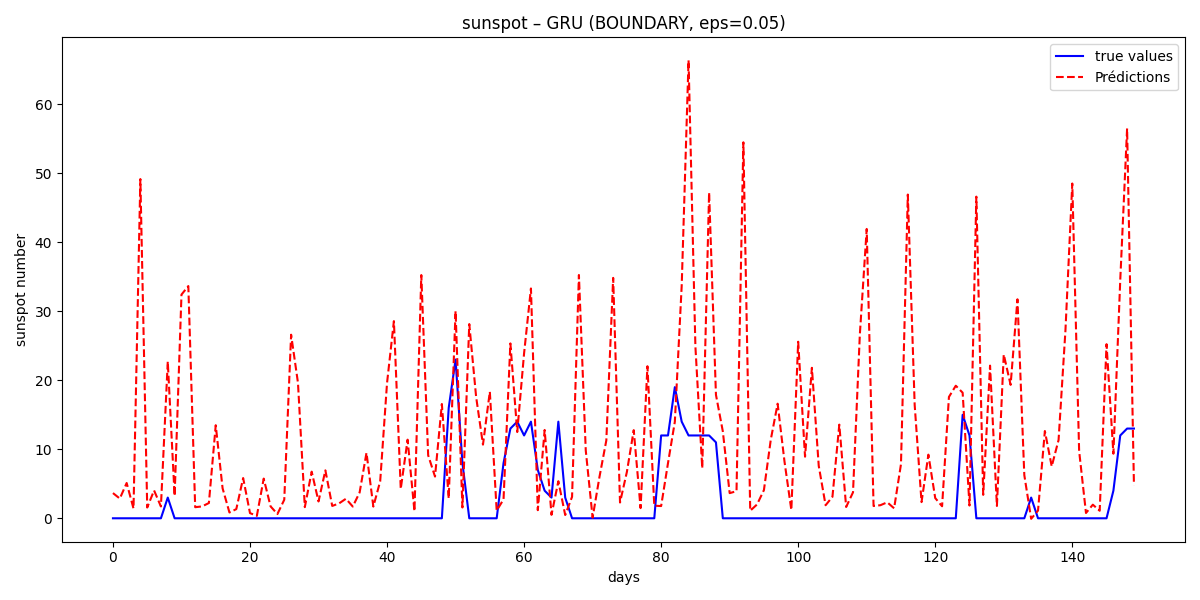 sunspot – GRU (BOUNDARY, eps=0.05)
true values
Prédictions
sunspot number
60
50
40
30
20
10
0
0 20 40 60 80 100 120 140
days